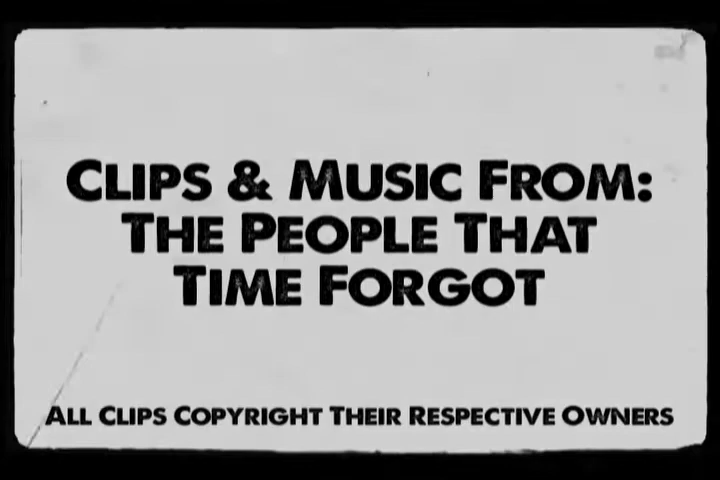 CLIPS & MUSIC FROM:
THE PEOPLE THAT
TIME FORGOT
ALL CLIPS COPYRIGHT THEIR RESPECTIVE OWNERS